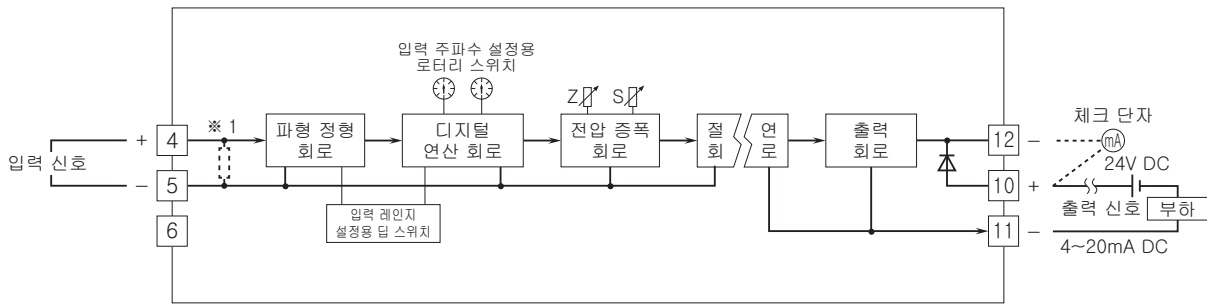 입력 주파수 설정용
로터리 스위치
Z
S
※ 1
입력 신호
+
4
−
5
6
파형 정형
회로
디지털
연산 회로
전압 증폭
회로
절 연
회 로
출력
회로
입력 레인지
설정용 딥 스위치
12
−
10
+
11
−
체크 단자
mA
24V DC
출력 신호
부하
4~20mA DC